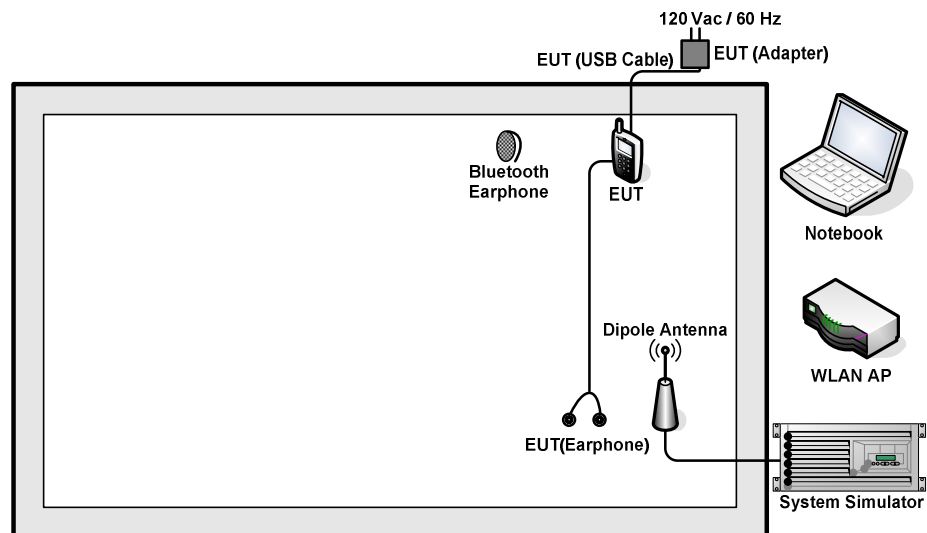 120 Vac / 60 Hz
EUT (USB Cable)
EUT (Adapter)
Bluetooth
Earphone
EUT
Notebook
Dipole Antenna
WLAN AP
EUT(Earphone)
System Simulator